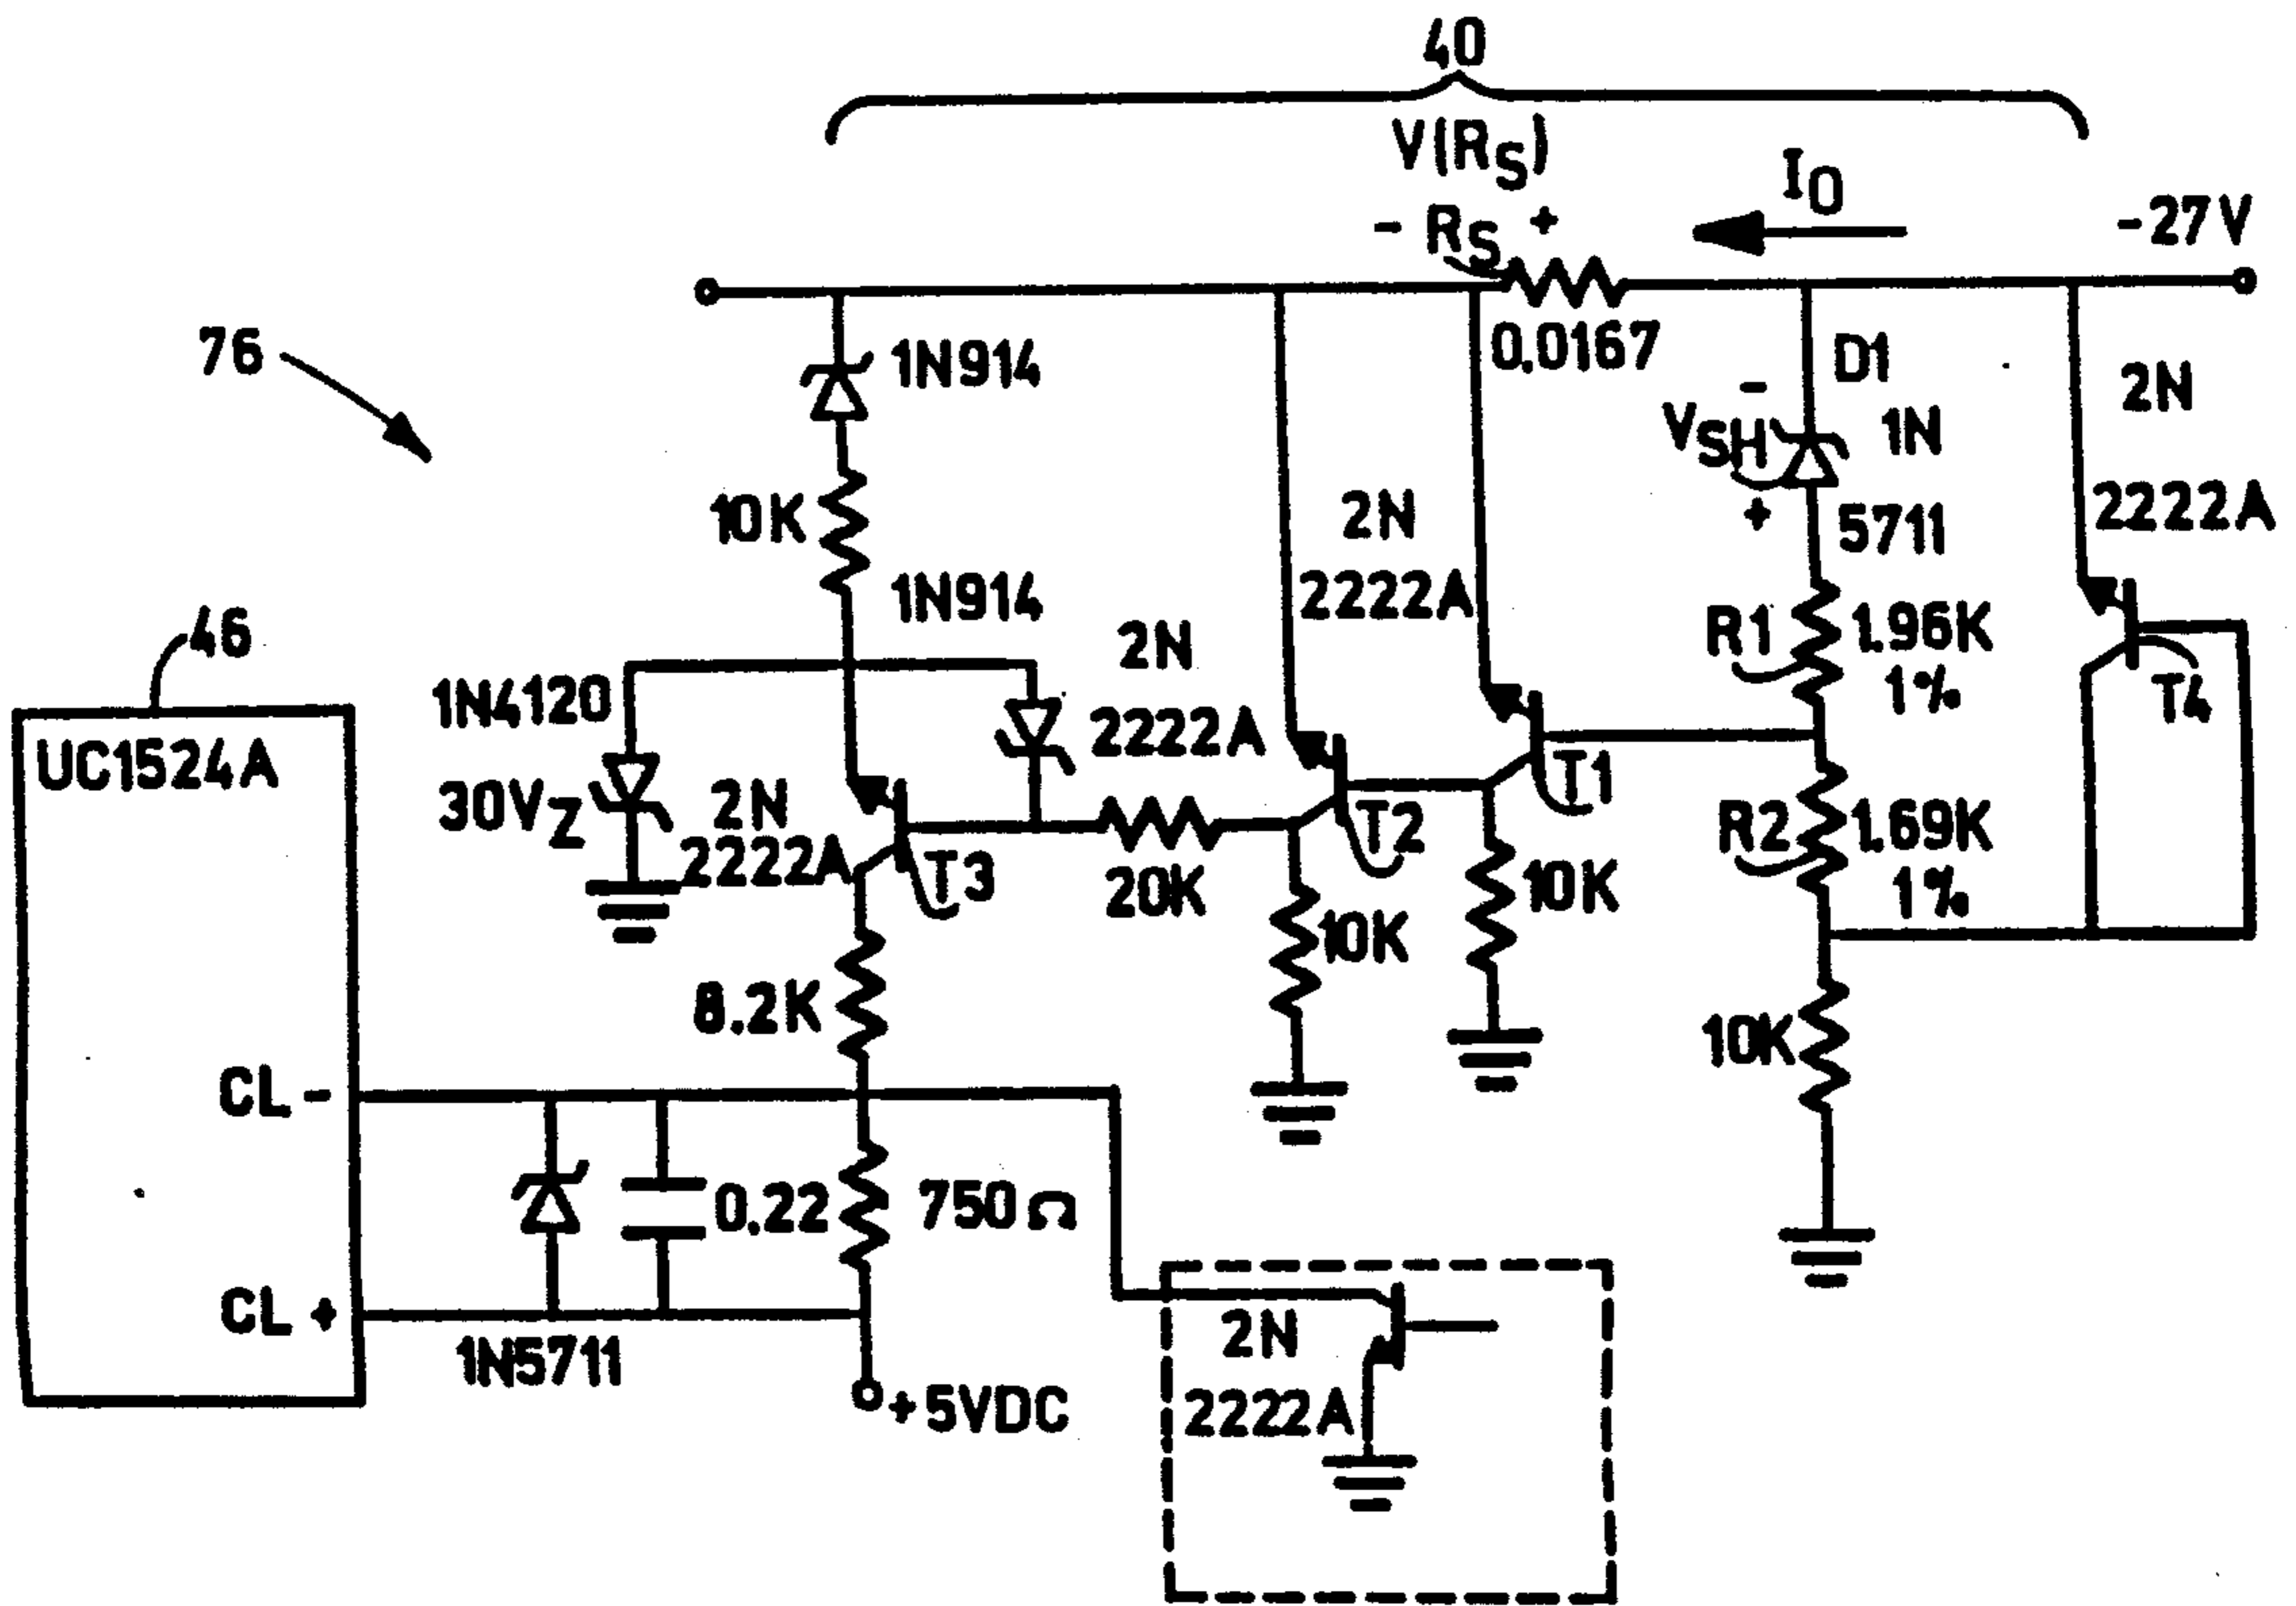 40
V(RS)
- RS +
IO
-27V
76
1N914
0.0167
D1
-
VSH
+
1N
5711
2N
2222A
10K
1N914
2N
2222A
46
1N4120
30VZ
2N
2222A
R1
1.96K
1%
T4
UC1524A
2N
2222A
T3
20K
T2
T1
R2
1.69K
1%
10K
10K
8.2K
10K
CL -
0.22
750Ω
CL +
1N5711
+5VDC
2N
2222A